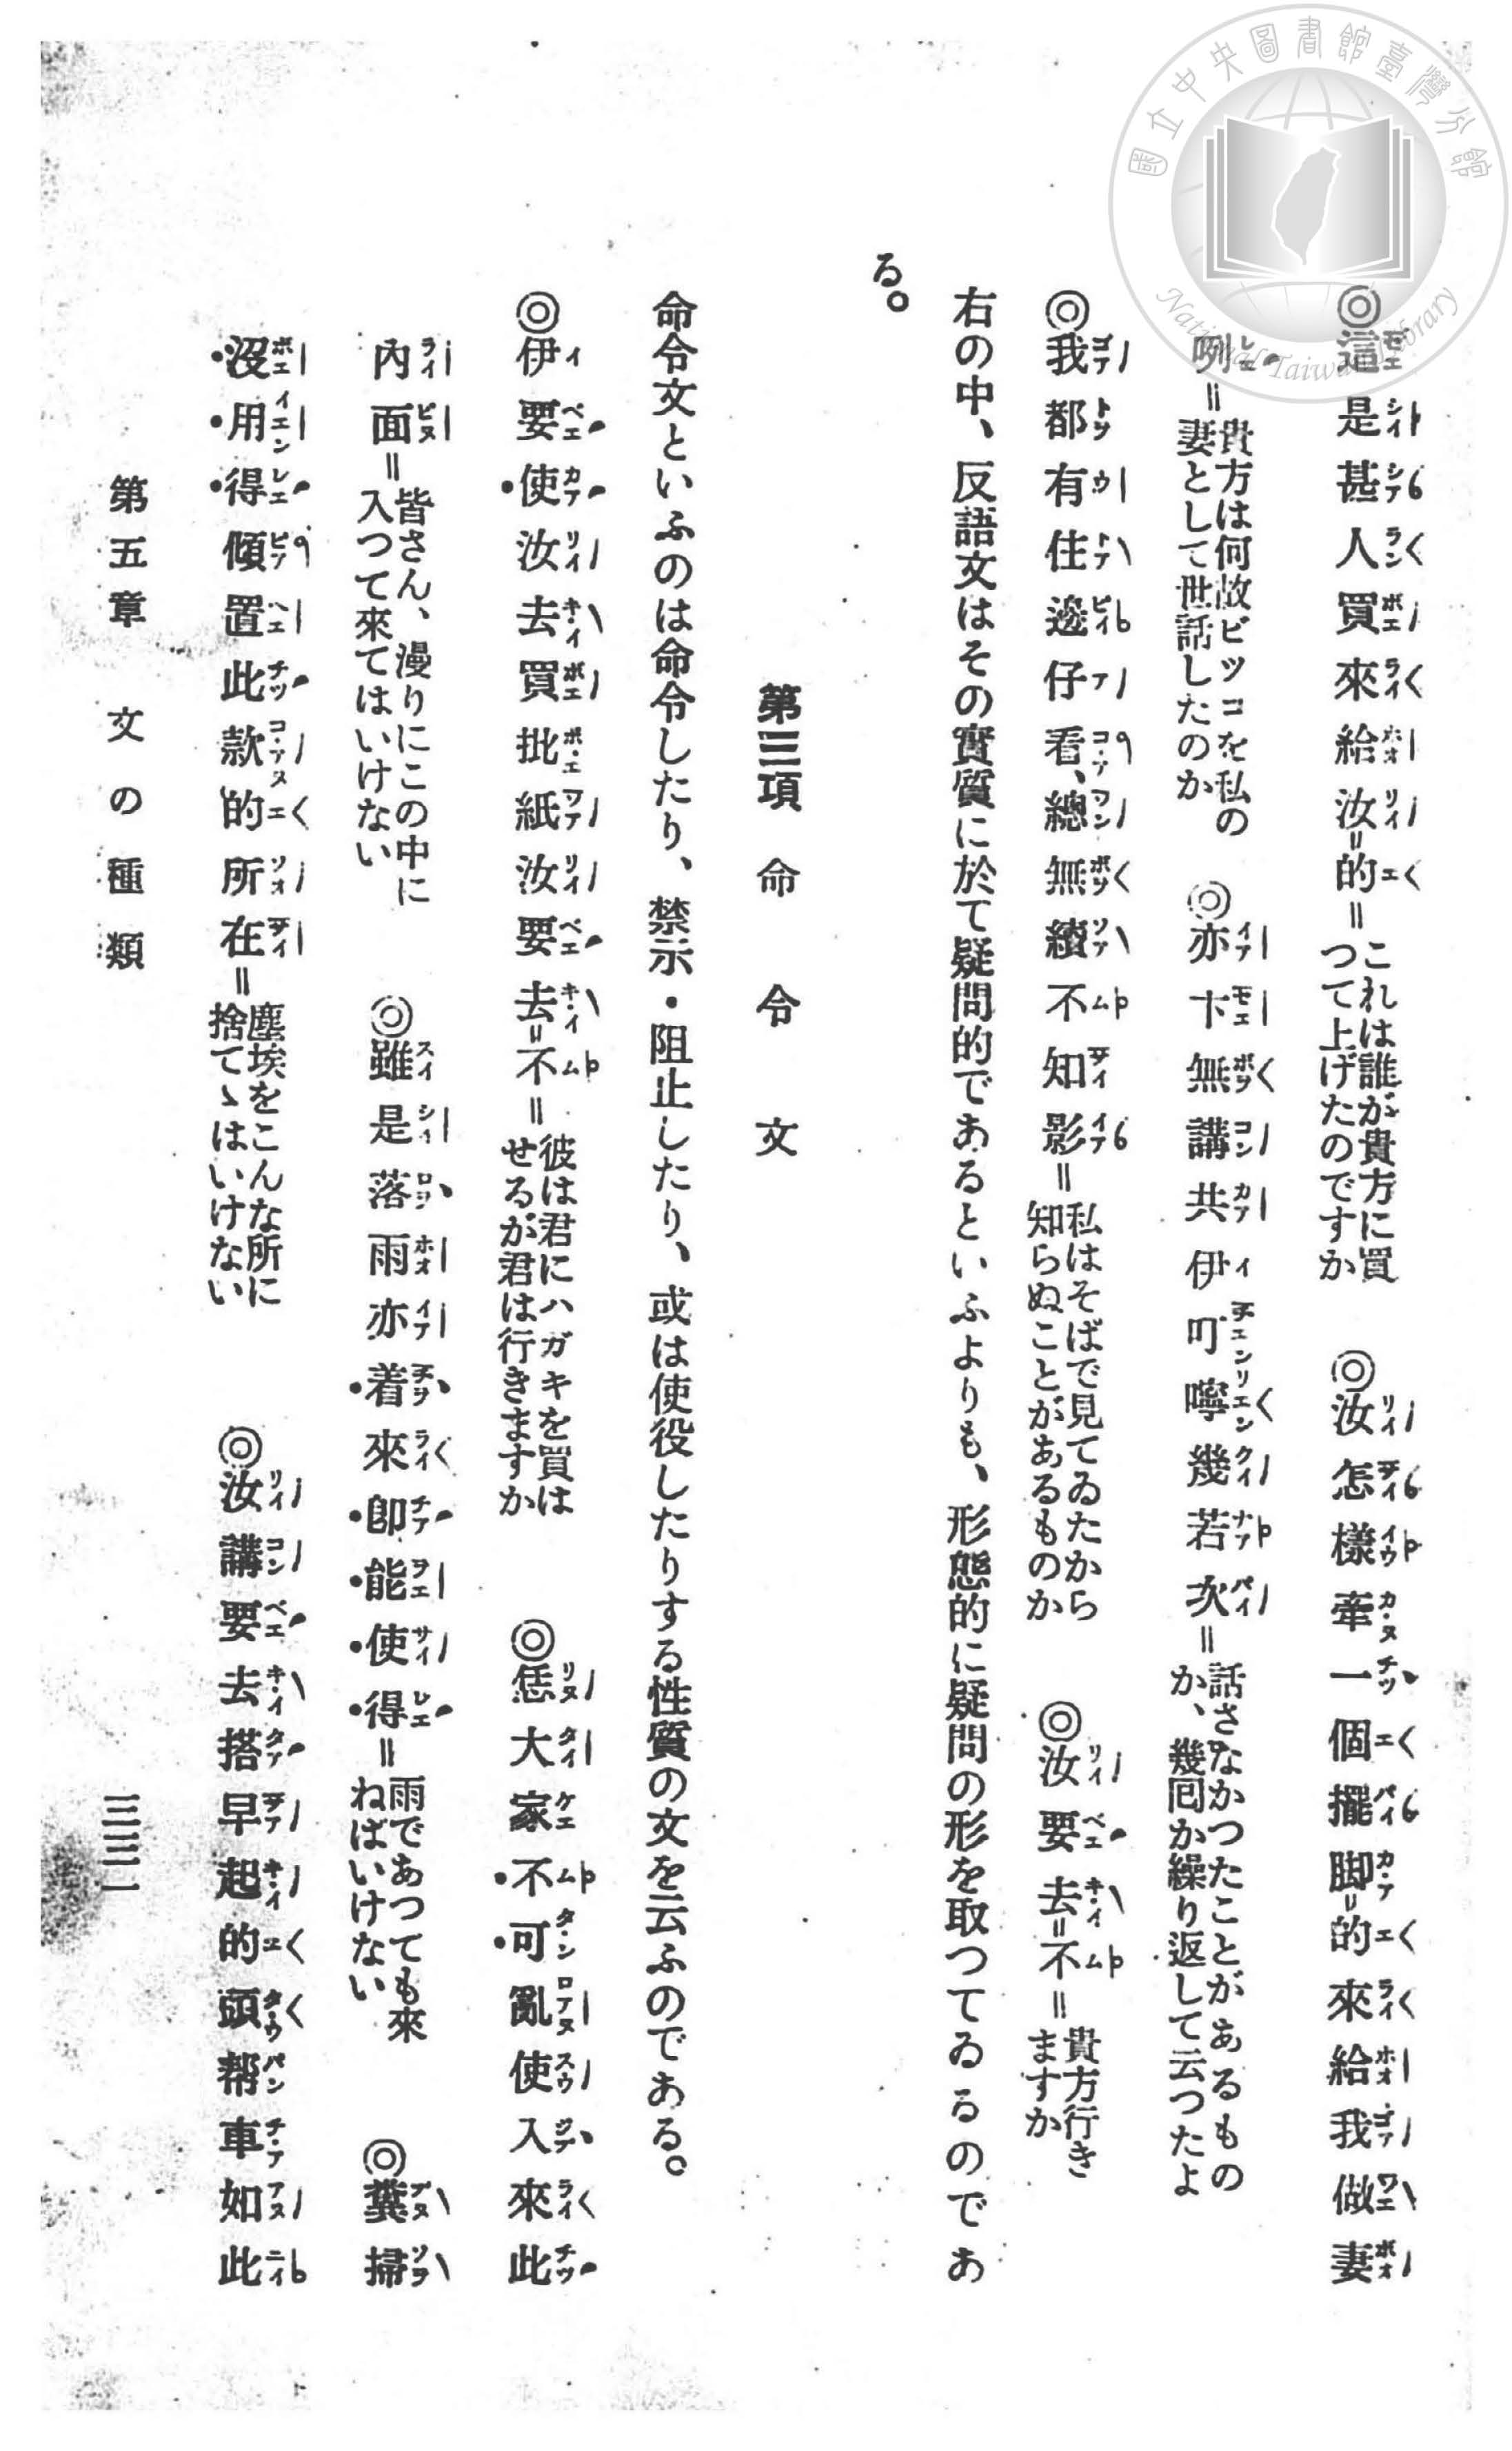 ◎這是甚人買來給汝=的=これは誰が貴方に買つて上げたのですか ◎汝怎樣牽一個擺脚=的來給我做妻
咧=貴方は何故ビツコを私の妻として世話したのか ◎亦卞無講共伊叮嚀幾若次=話さなかつたことがあるものか、幾囘か繰り返して云つたよ
◎我都有住邊仔看、總無續不知影=私はそばで見てゐたから知らぬことがあるものか ◎汝要去=不=貴方行きますか
右の中、反語文はその實質に於て疑問的であるといふよりも、形態的に疑問の形を取つてゐるのであ
る。
第三項 命令文
命令文といふのは命令したり、禁示・阻止したり、或は使役したりする性質の文を云ふのである。
◎伊要使汝去買批紙汝要去=不=彼は君にハガキを買はせるが君は行きますか ◎恁大家不可亂使入來此
內面=皆さん、漫りにこの中に入つて來てはいけない ◎雖是落雨亦着來卽能使得=雨であつても來ねばいけない ◎糞掃
沒用得傾置此款的所在=塵埃をこんな所に捨てゝはいけない ◎汝講要去搭早起的頭帮車如此
第五章 文の種類
三三一
國立中央圖書館臺灣分館
National Taiwan Library